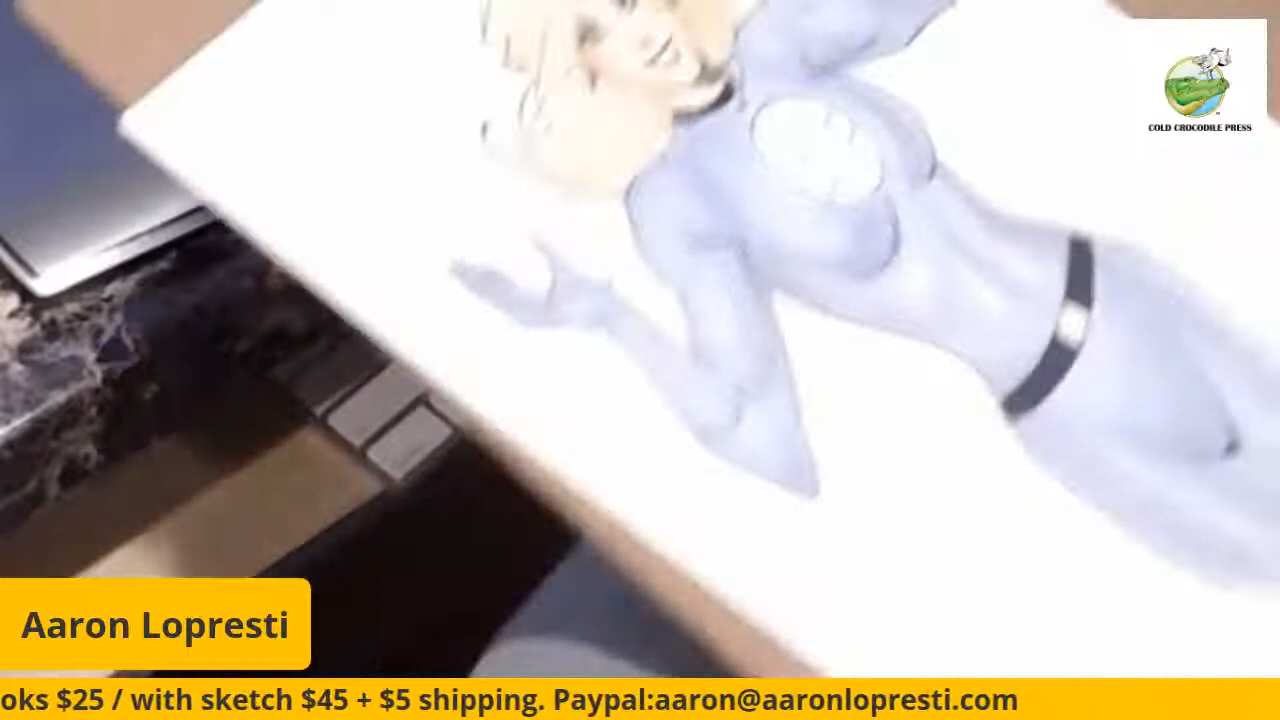 COLD CROCODILE PRESS
Aaron Lopresti
oks $25 / with sketch $45 + $5 shipping. Paypal:aaron@aaronlopresti.com